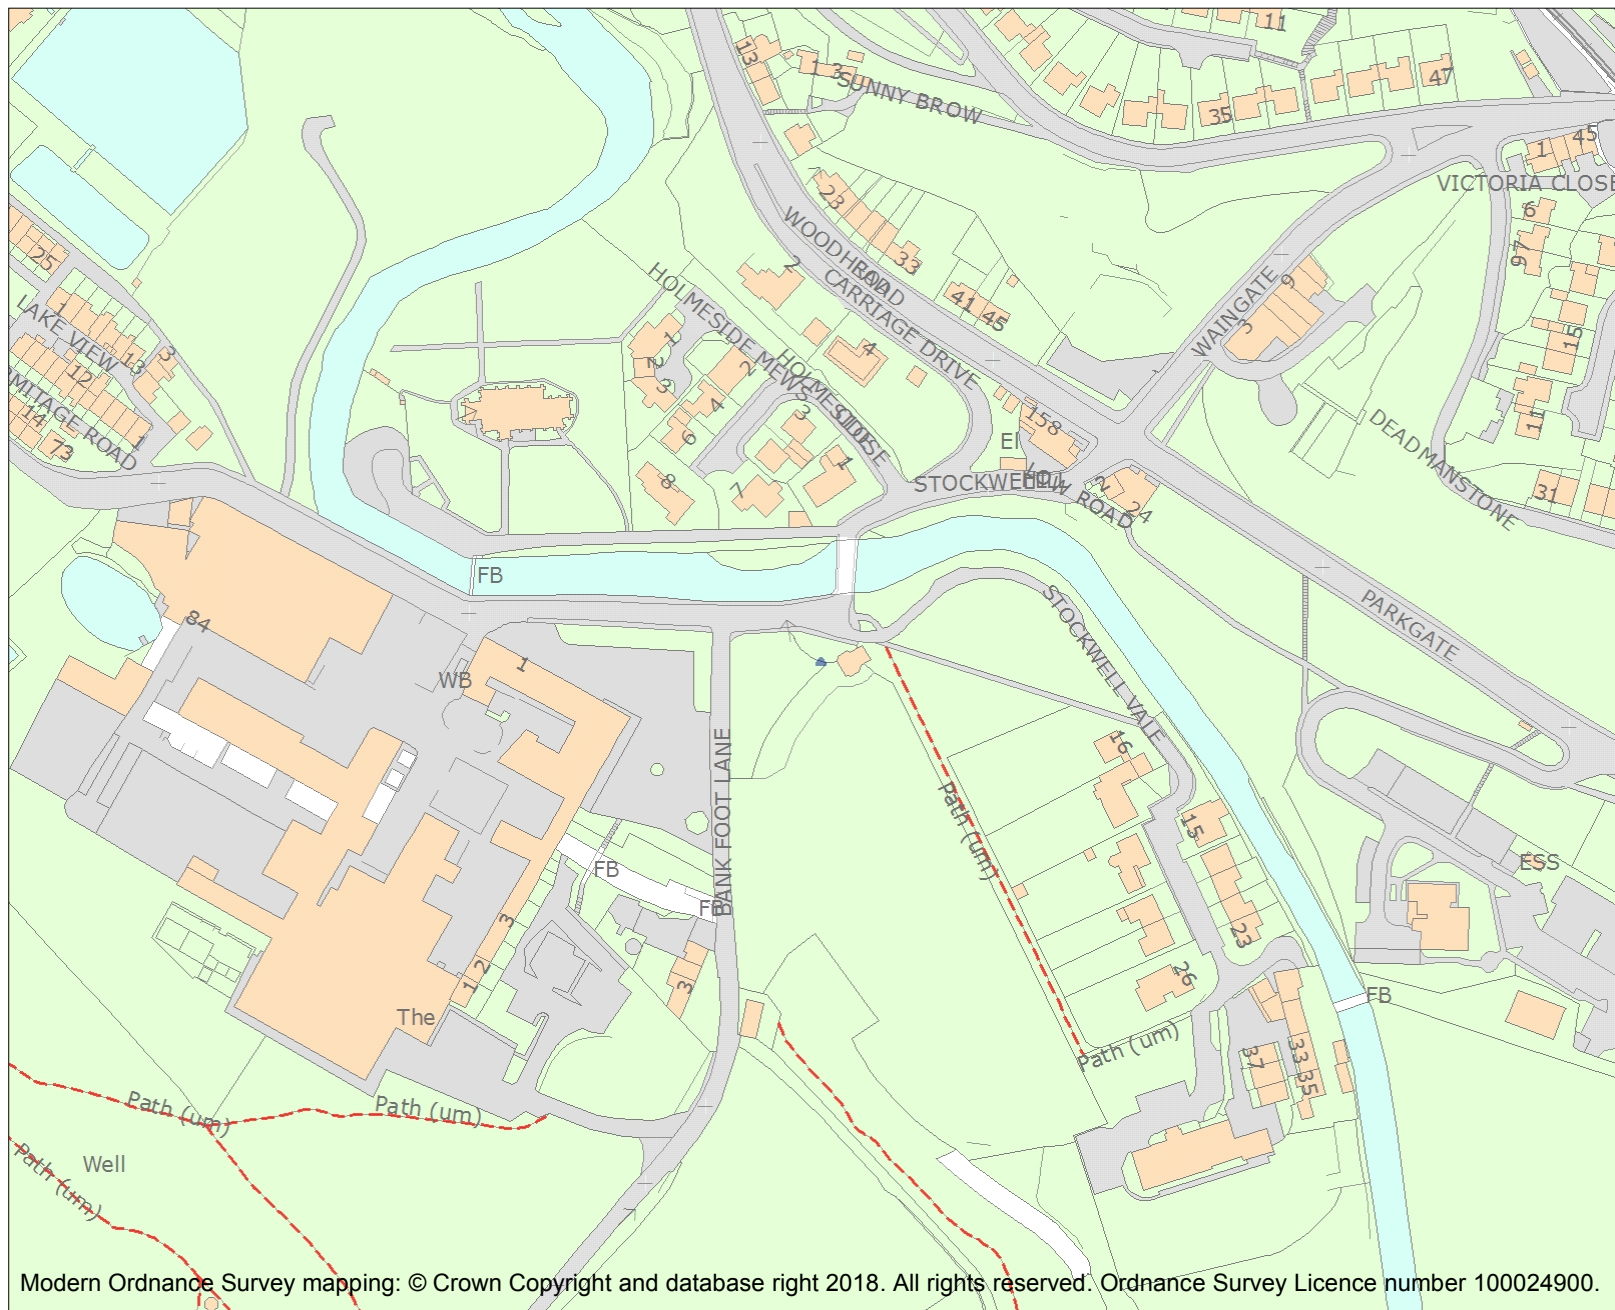 11
13
1 3
SUNNY BROW
47
35
45
1
VICTORIA CLOSE
6
97
23
WOODHEAD
ROAD
33
2
CARRIAGE DRIVE
41
45
WAINGATE
9
3
15
25
1
LAKE VIEW
13
3
12
14
73
1
HOLMESIDE MEWS
1
2
3
2
4
6
8
7
3
1
4
158
El
STOCKWELL
LOW ROAD
2
24
DEADMANSTONE
11
31
PARKGATE
FB
84
WB
1
STOCKWELL VALE
BANK FOOT LANE
Path (um)
16
15
23
26
ESS
FB
FB
3
2
1
3
The
FB
Path (um)
37
33
35
Path (um)
Path (um)
Path (um)
Well
Modern Ordnance Survey mapping: © Crown Copyright and database right 2018. All rights reserved. Ordnance Survey Licence number 100024900.